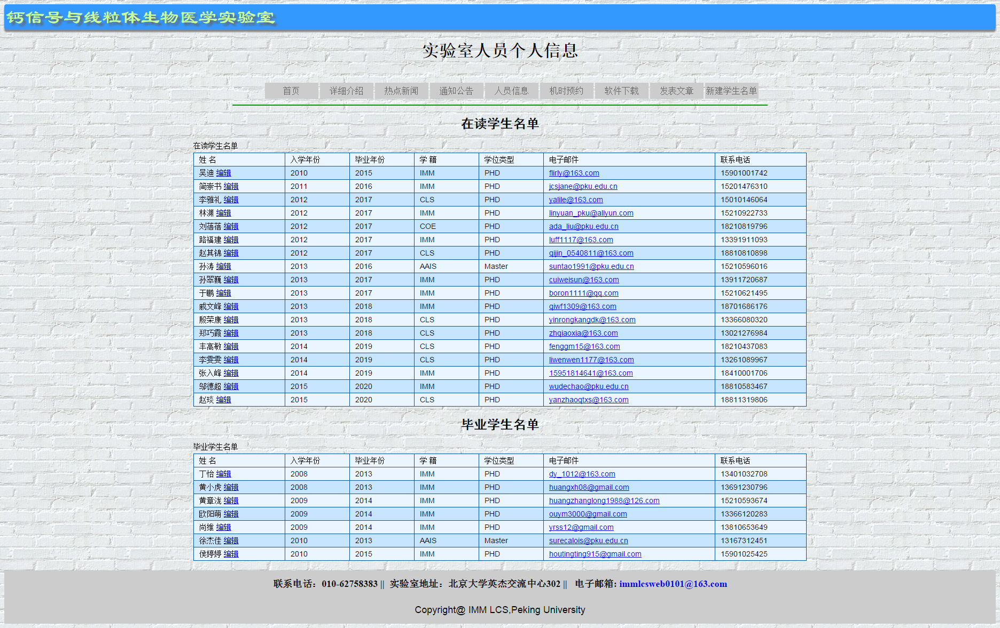 钙信号与线粒体生物医学实验室
实验室人员个人信息
首页 详细介绍 热点新闻 通知公告 人员信息 机时预约 软件下载 发表文章 新建学生名单
在读学生名单
在读学生名单
姓 名 入学年份 毕业年份 学 籍 学位类型 电子邮件 联系电话
吴迪 编辑 2010 2015 IMM PHD flirly@163.com 15901001742
简崇书 编辑 2011 2016 IMM PHD jcsjane@pku.edu.cn 15201476310
李雅礼 编辑 2012 2017 CLS PHD yalile@163.com 15010146064
林渊 编辑 2012 2017 IMM PHD linyuan_pku@aliyun.com 15210922733
刘蓓蓓 编辑 2012 2017 COE PHD ada_liu@pku.edu.cn 18210819796
路福建 编辑 2012 2017 IMM PHD luff1117@163.com 13391911093
赵其锦 编辑 2012 2017 CLS PHD qijin_0540811@163.com 18810810898
孙涛 编辑 2013 2016 AAIS Master suntao1991@pku.edu.cn 15210596016
孙翠巍 编辑 2013 2017 IMM PHD cuiweisun@163.com 13911720687
于鹏 编辑 2013 2017 IMM PHD boron1111@qq.com 15210621495
戚文峰 编辑 2013 2018 IMM PHD qiwf1309@163.com 18701686176
殷荣康 编辑 2013 2018 CLS PHD yinrongkangdk@163.com 13366080320
郑巧霞 编辑 2013 2018 CLS PHD zhqiaoxia@163.com 13021276984
丰高敏 编辑 2014 2019 CLS PHD fenggm15@163.com 18210437083
李雯雯 编辑 2014 2019 CLS PHD liwenwen1177@163.com 13261089967
张入峰 编辑 2014 2019 IMM PHD 15951814641@163.com 18410001706
邬德超 编辑 2015 2020 IMM PHD wudechao@pku.edu.cn 18810583467
赵琰 编辑 2015 2020 CLS PHD yanzhaoqtxs@163.com 18811319806
毕业学生名单
毕业学生名单
姓 名 入学年份 毕业年份 学 籍 学位类型 电子邮件 联系电话
丁怡 编辑 2008 2013 IMM PHD dy_1012@163.com 13401032708
黄小虎 编辑 2008 2013 IMM PHD huangxh08@gmail.com 13691230796
黄章泷 编辑 2009 2014 IMM PHD huangzhanglong1988@126.com 15210593674
欧阳萌 编辑 2009 2014 IMM PHD ouym3000@gmail.com 13366120283
尚维 编辑 2009 2014 IMM PHD yrss12@gmail.com 13810653649
徐杰佳 编辑 2010 2013 AAIS Master surecalois@pku.edu.cn 13167312451
侯婷婷 编辑 2010 2015 IMM PHD houtingting915@gmail.com 15901025425
联系电话：010-62758383 || 实验室地址：北京大学英杰交流中心302 || 电子邮箱: immlcsweb0101@163.com
Copyright@ IMM LCS,Peking University